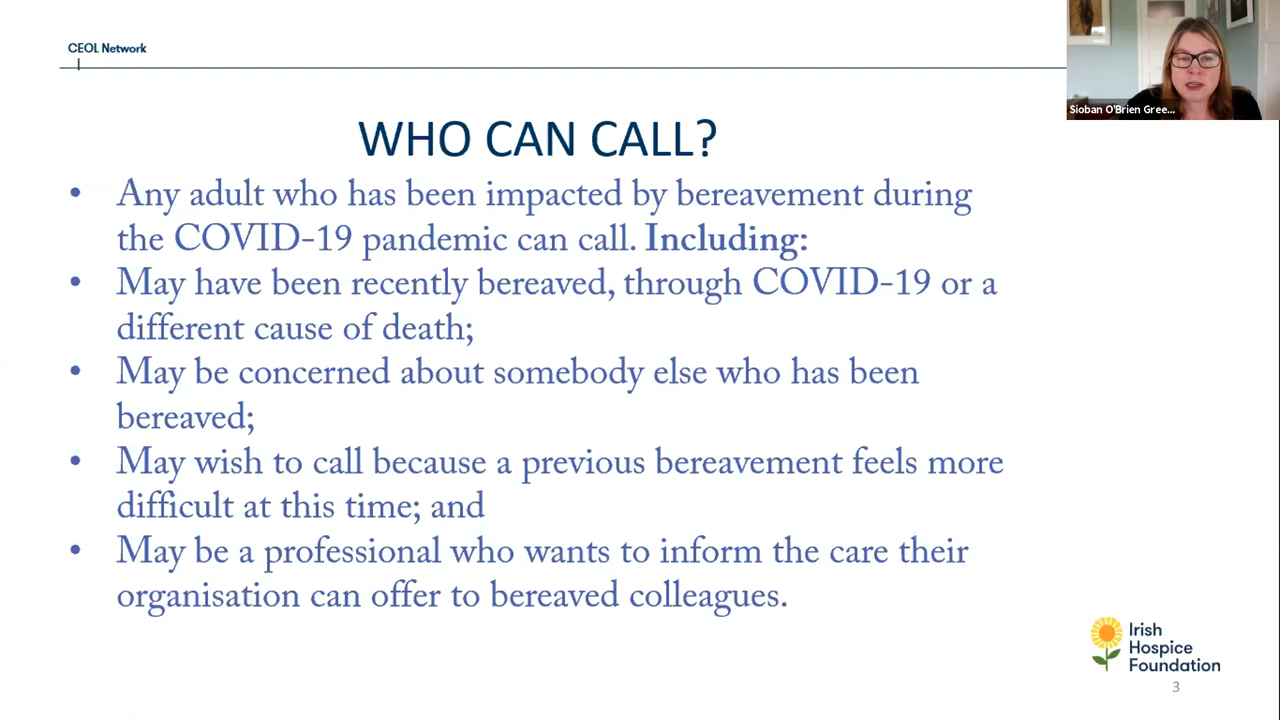 CEOL Network
Sioban O'Brien Gree...
WHO CAN CALL?
• Any adult who has been impacted by bereavement during
the COVID-19 pandemic can call. Including:
• May have been recently bereaved, through COVID-19 or a
different cause of death;
• May be concerned about somebody else who has been
bereaved;
• May wish to call because a previous bereavement feels more
difficult at this time; and
• May be a professional who wants to inform the care their
organisation can offer to bereaved colleagues.
Irish
Hospice
Foundation
3